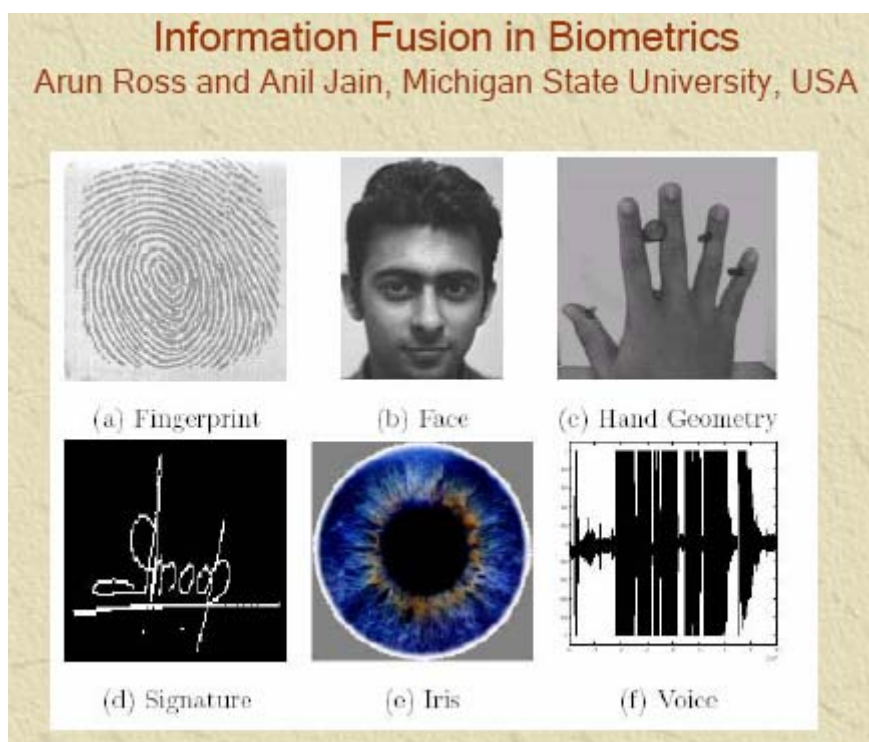 Information Fusion in Biometrics
Arun Ross and Anil Jain, Michigan State University, USA
(a) Fingerprint
(b) Face
(c) Hand Geometry
(d) Signature
(e) Iris
(f) Voice